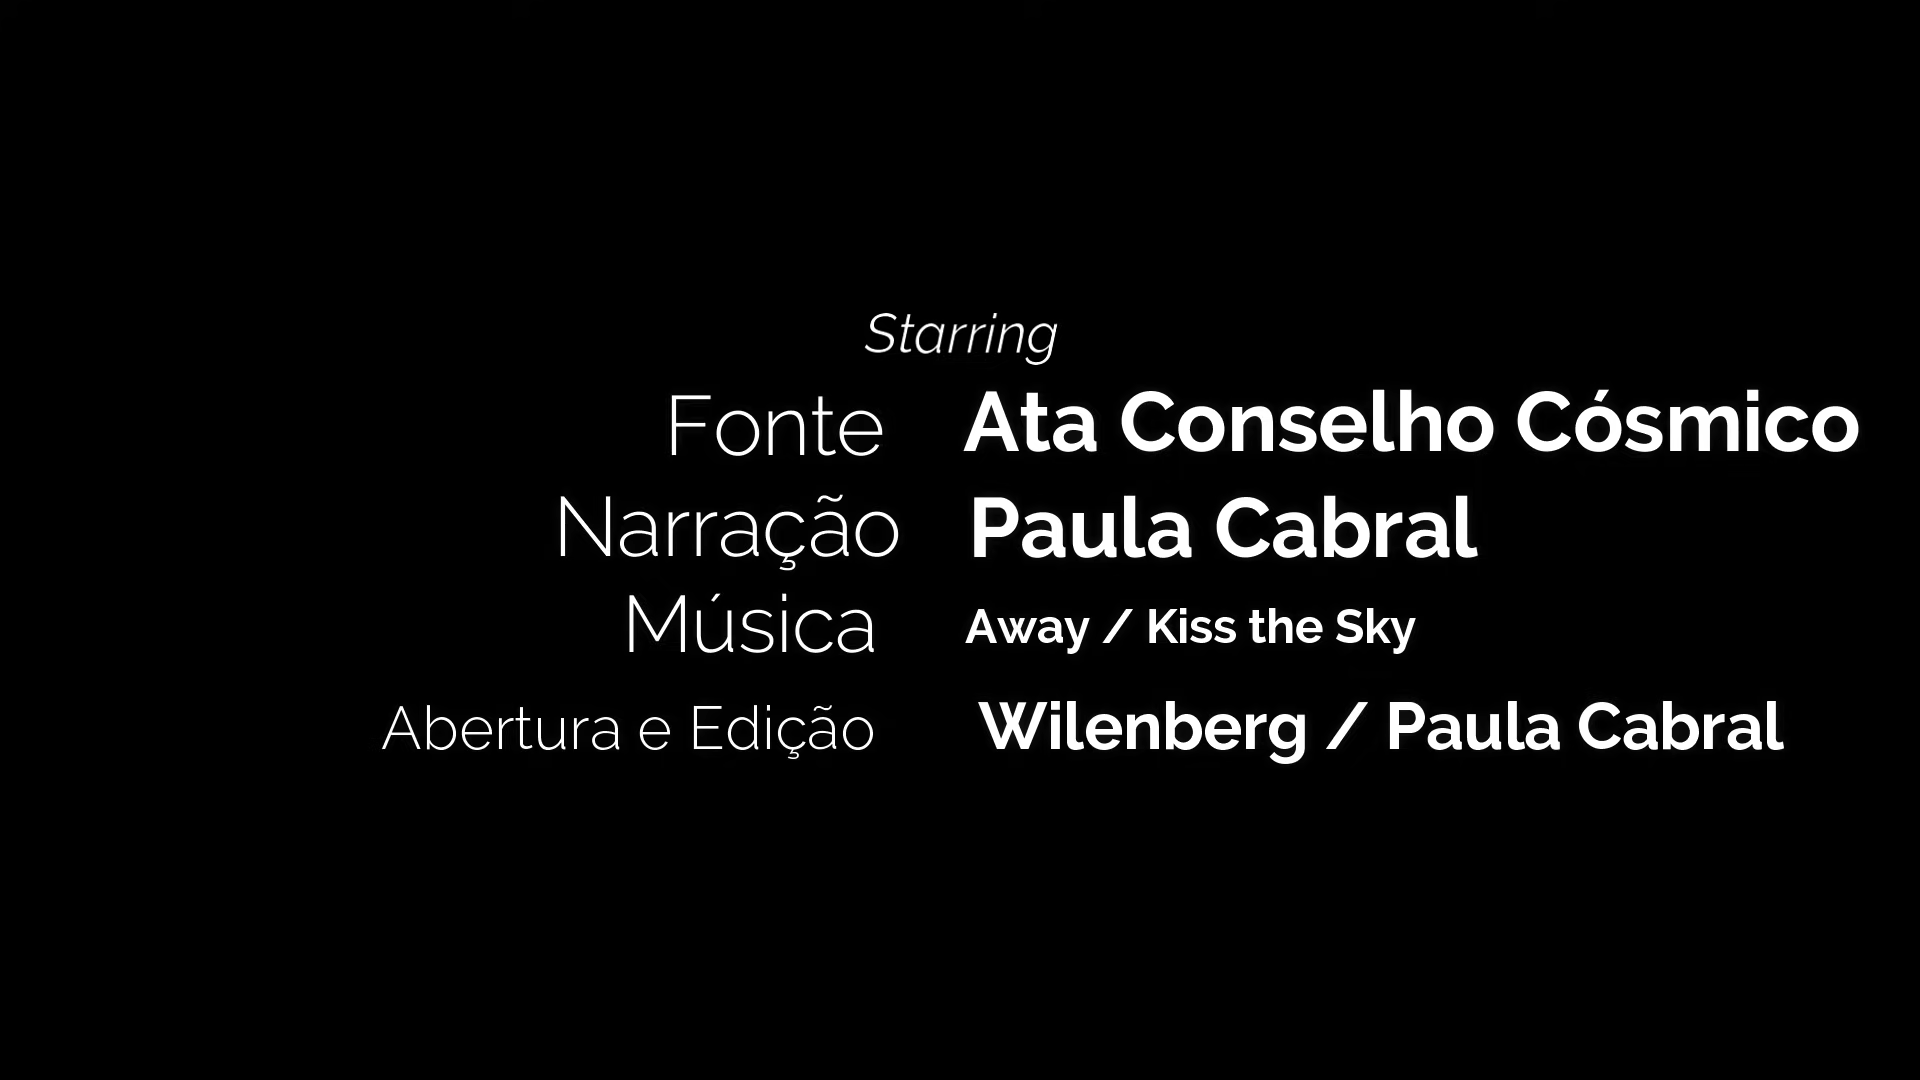 Starring
Fonte Ata Conselho Cósmico
Narração Paula Cabral
Música Away / Kiss the Sky
Abertura e Edição Wilenberg / Paula Cabral